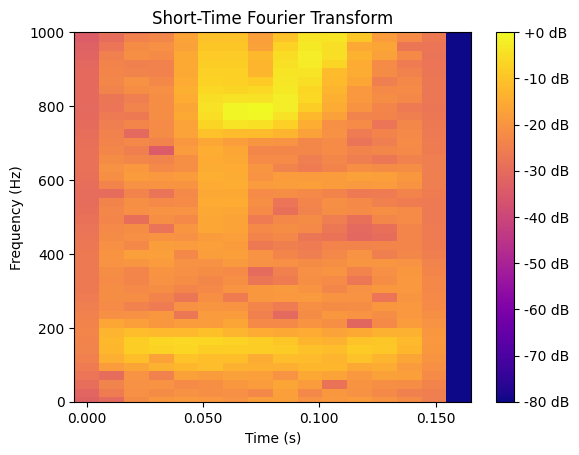 Short-Time Fourier Transform
Frequency (Hz)
1000
800
600
400
200
0
0.000 0.050 0.100 0.150
Time (s)
+0 dB
-10 dB
-20 dB
-30 dB
-40 dB
-50 dB
-60 dB
-70 dB
-80 dB